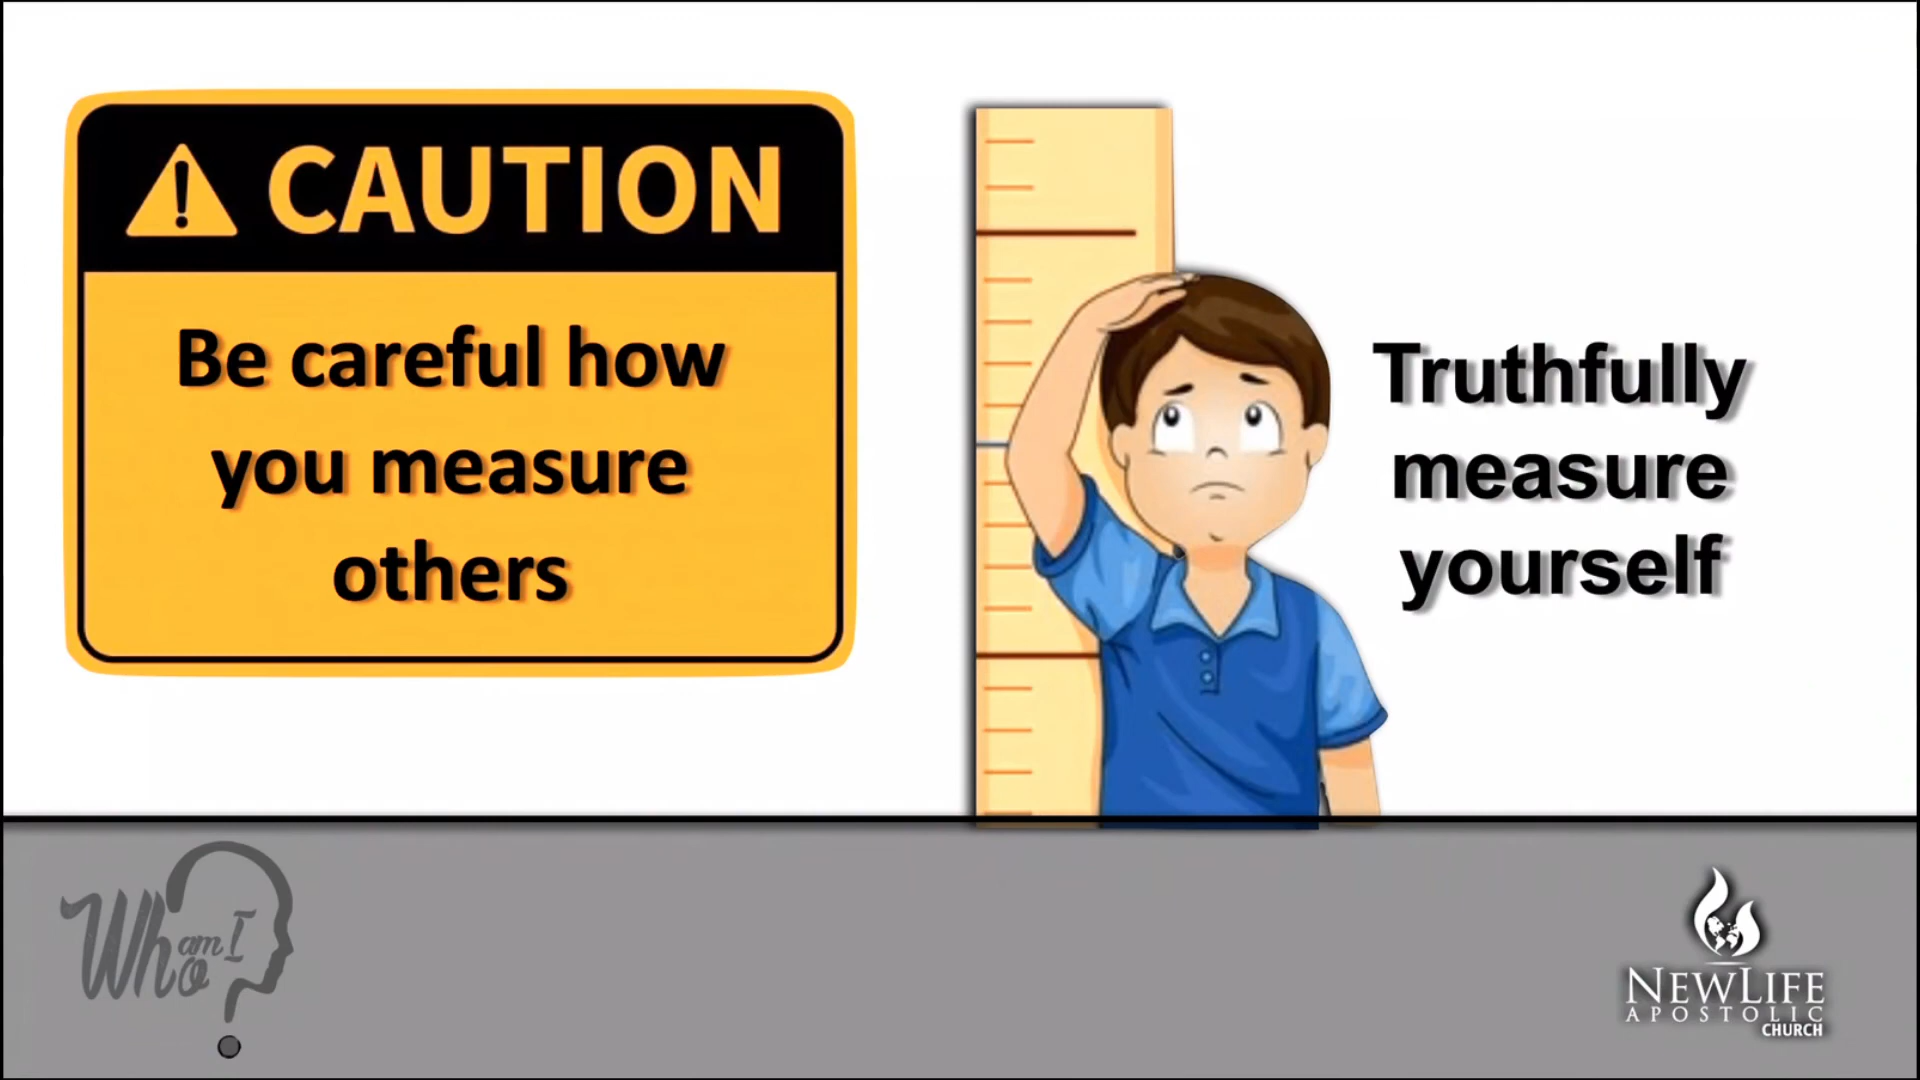 CAUTION
Be careful how
you measure
others
Truthfully
measure
yourself
Who am I
NEWLIFE
APOSTOLIC
CHURCH